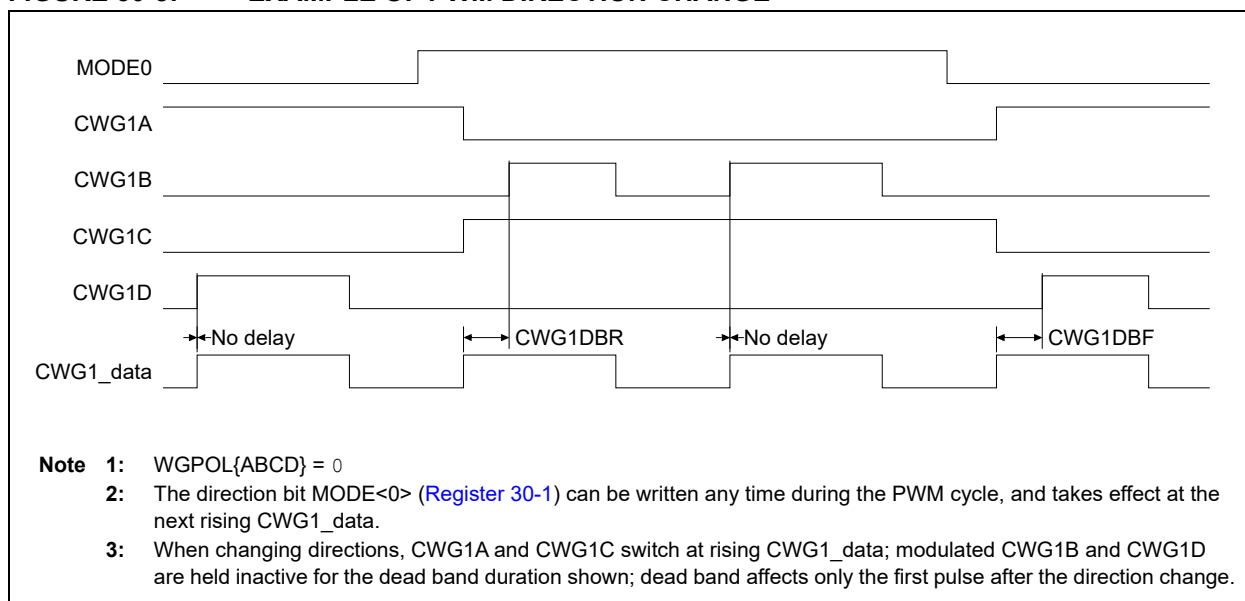 MODE0
CWG1A
CWG1B
CWG1C
CWG1D
No delay
CWG1DBR
No delay
CWG1DBF
CWG1_data
Note 1: WGPOL{ABCD} = 0
2: The direction bit MODE<0> (Register 30-1) can be written any time during the PWM cycle, and takes effect at the
next rising CWG1_data.
3: When changing directions, CWG1A and CWG1C switch at rising CWG1_data; modulated CWG1B and CWG1D
are held inactive for the dead band duration shown; dead band affects only the first pulse after the direction change.